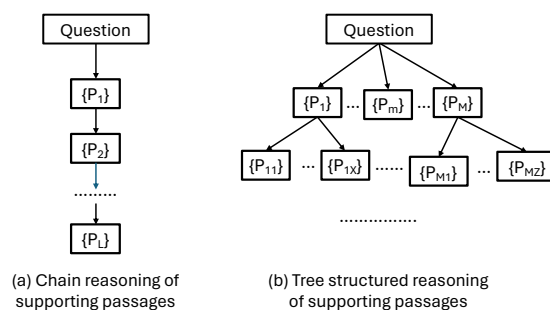 Question
{P1}
{P2}
.........
{PL}
(a) Chain reasoning of
supporting passages
Question
{P1} ... {Pm} ... {PM}
{P11} ... {P1X} ...... {PM1} ... {PMZ}
................
(b) Tree structured reasoning
of supporting passages